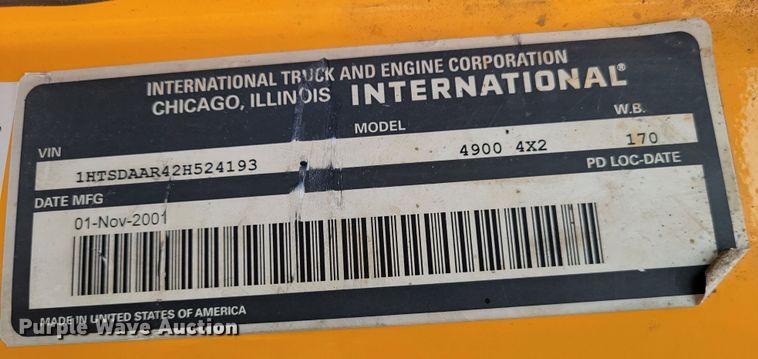 INTERNATIONAL TRUCK AND ENGINE CORPORATION
CHICAGO, ILLINOIS INTERNATIONAL®
VIN MODEL W.B.
1HTSDAAR42H524193 4900 4X2 170
DATE MFG PD LOC-DATE
01-Nov-2001
MADE IN UNITED STATES OF AMERICA
Purple Wave Auction